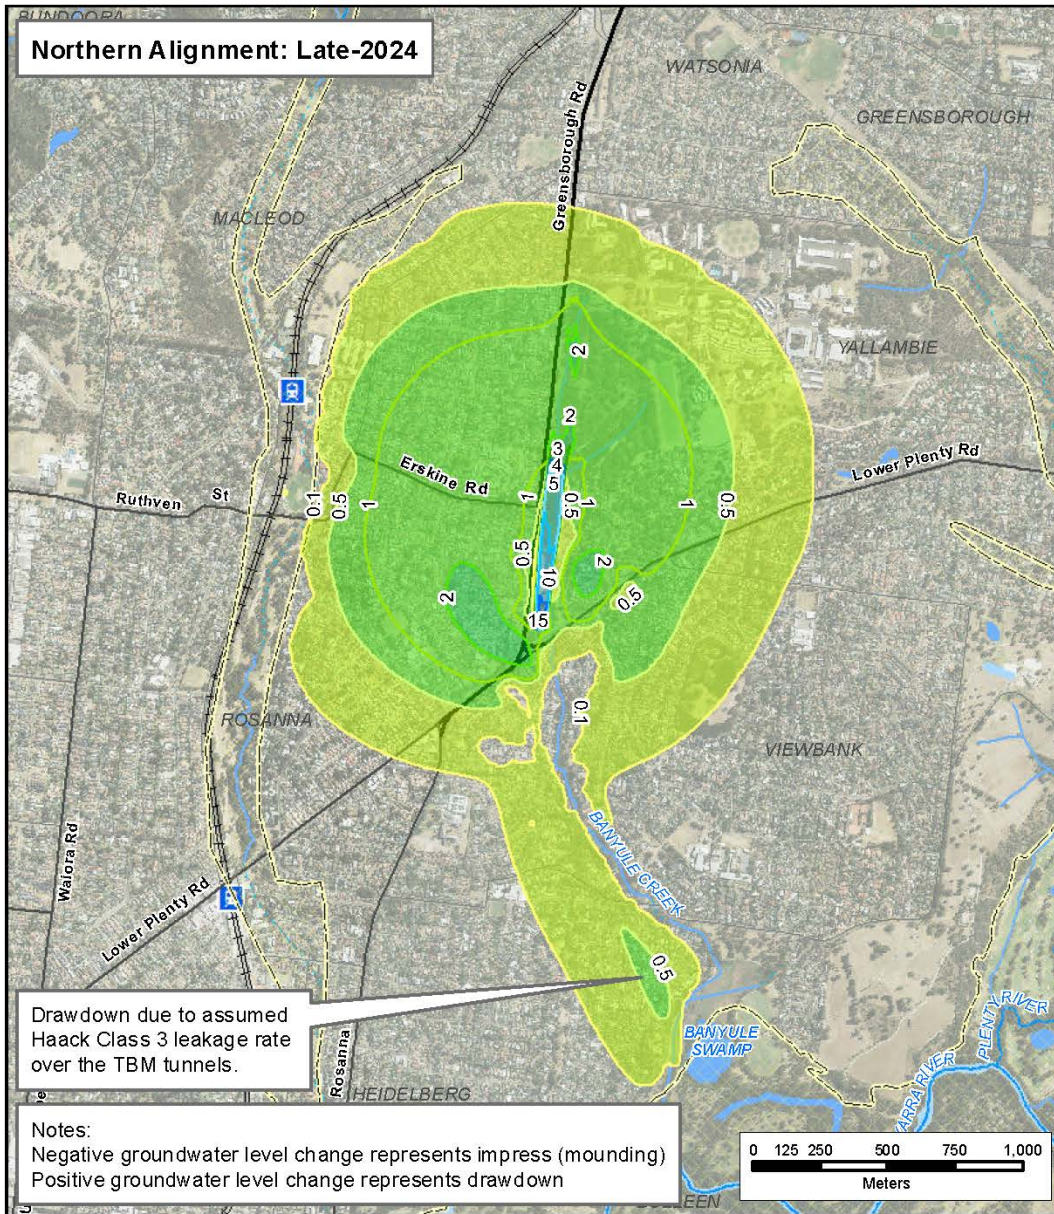 BUNDOORA
Northern Alignment: Late-2024
WATSONIA
GREENSBOROUGH
Greensborough Rd
MACLEOD
YALLAMBIE
2
2
3
4
5
Lower Plenty Rd
Erskine Rd
Ruthven St
0.1
0.5
1
1
0.5
1
1
0.5
0.5
10
2
2
0.5
15
0.1
ROSANNA
VIEWBANK
BANYULE CREEK
Waiora Rd
Lower Plenty Rd
0.5
Drawdown due to assumed
Haack Class 3 leakage rate
over the TBM tunnels.
Rosanna
BANYULE
SWAMP
PLENTY RIVER
YARRA RIVER
HEIDELBERG
Notes:
Negative groundwater level change represents impress (mounding)
Positive groundwater level change represents drawdown
0 125 250 500 750 1,000
Meters